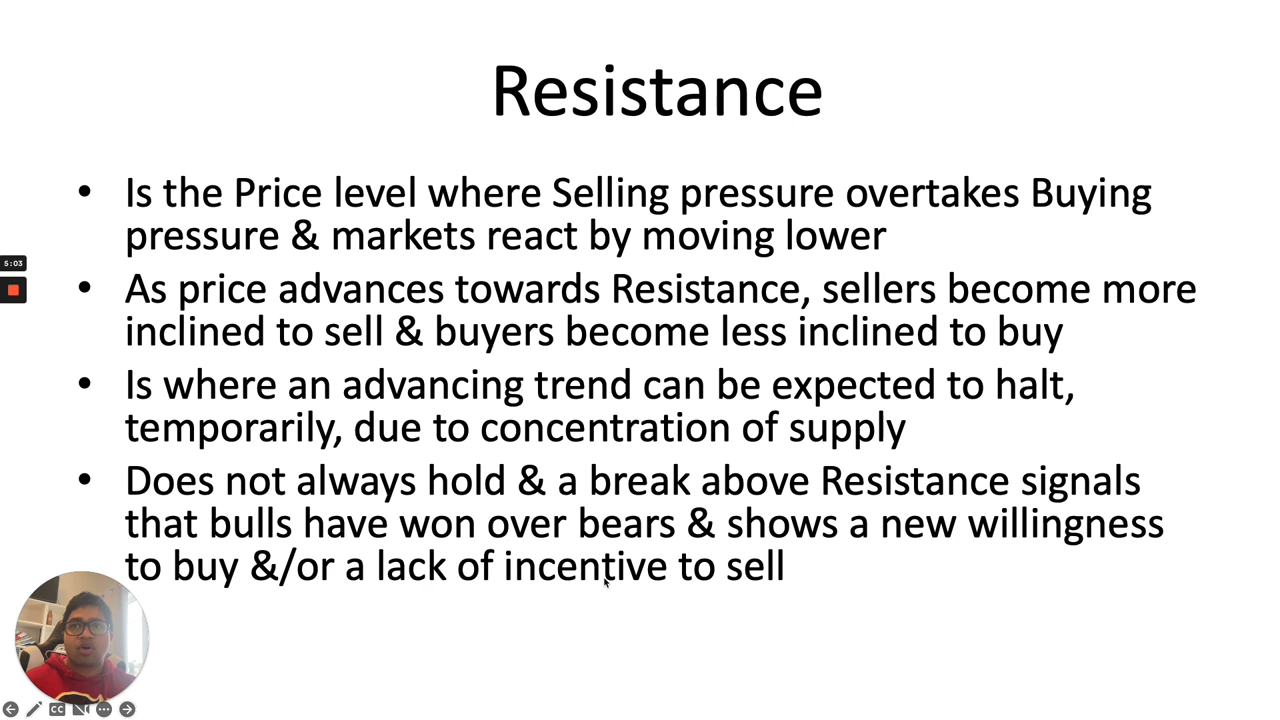 Resistance
• Is the Price level where Selling pressure overtakes Buying
pressure & markets react by moving lower
• As price advances towards Resistance, sellers become more
inclined to sell & buyers become less inclined to buy
• Is where an advancing trend can be expected to halt,
temporarily, due to concentration of supply
• Does not always hold & a break above Resistance signals
that bulls have won over bears & shows a new willingness
to buy &/or a lack of incentive to sell
5:03
CC